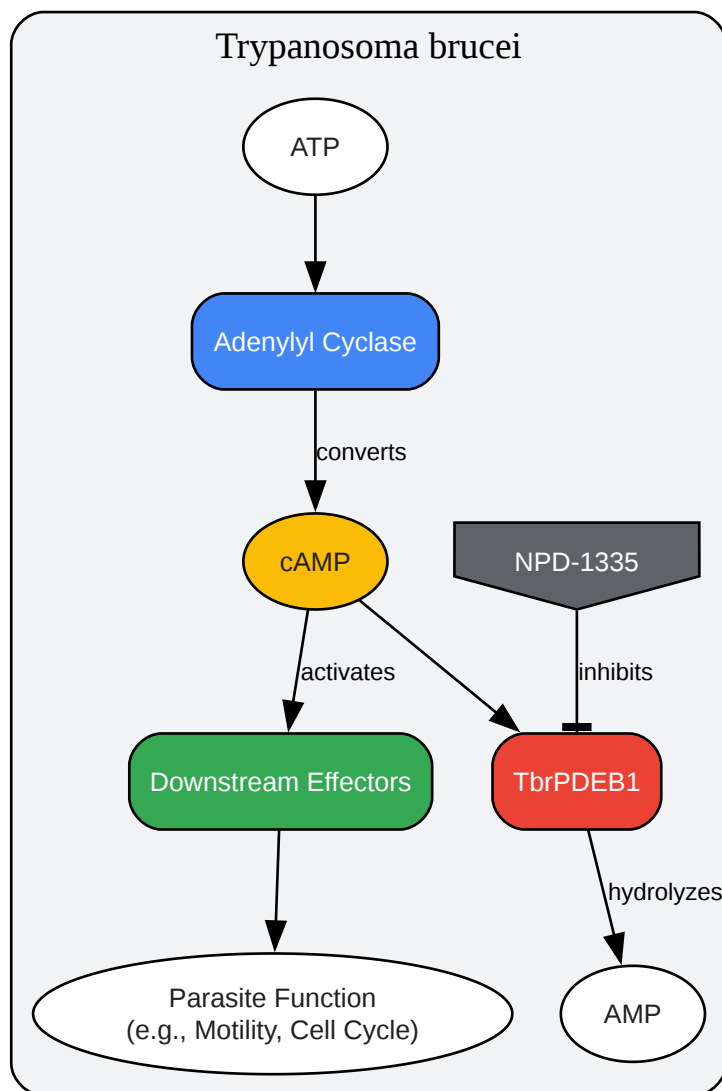 Trypanosoma brucei
ATP
Adenylyl Cyclase
converts
cAMP
NPD-1335
activates
inhibits
Downstream Effectors
TbrPDEB1
hydrolyzes
Parasite Function
(e.g., Motility, Cell Cycle)
AMP